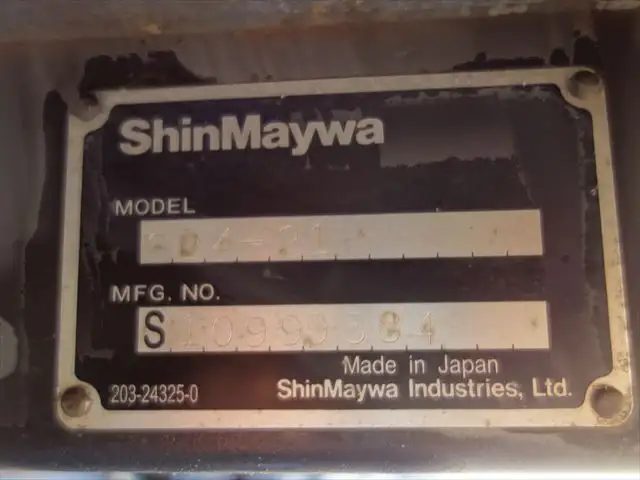 ShinMaywa
MODEL
MFG. NO.
S
Made in Japan
203-24325-0
ShinMaywa Industries, Ltd.